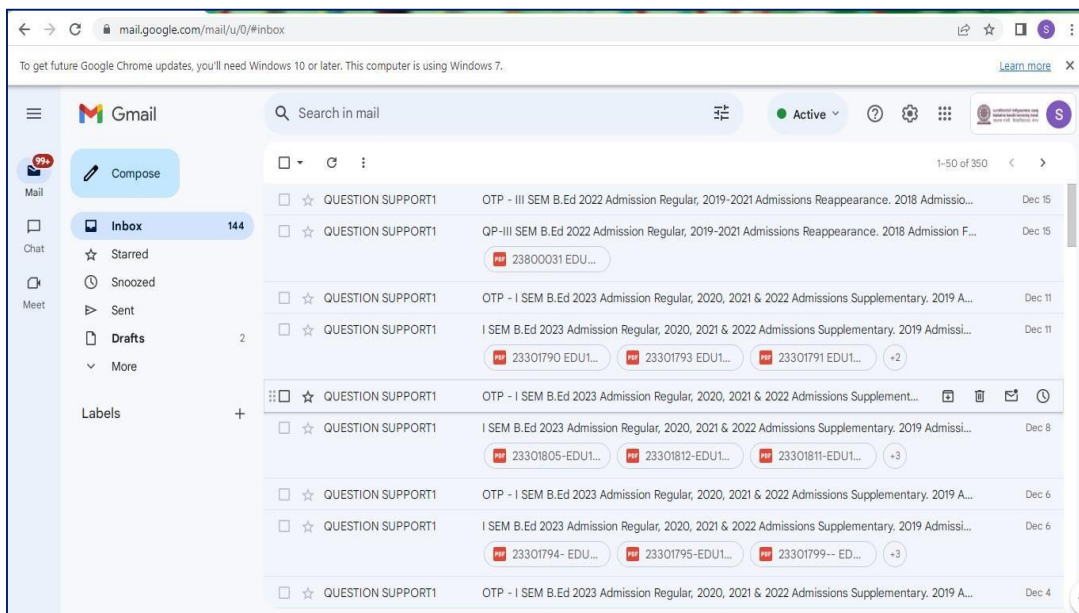 mail.google.com/mail/u/0/#inbox
S
To get future Google Chrome updates, you'll need Windows 10 or later. This computer is using Windows 7.
Learn more
Gmail
Search in mail
Active
S
99+
Mail
Compose
1–50 of 350
Inbox 144
Chat
Starred
Snoozed
Meet
Sent
Drafts 2
More
Labels
QUESTION SUPPORT1 OTP - III SEM B.Ed 2022 Admission Regular, 2019-2021 Admissions Reappearance. 2018 Admissio... Dec 15
QUESTION SUPPORT1 QP-III SEM B.Ed 2022 Admission Regular, 2019-2021 Admissions Reappearance. 2018 Admission F... Dec 15
PDF 23800031 EDU...
QUESTION SUPPORT1 OTP - I SEM B.Ed 2023 Admission Regular, 2020, 2021 & 2022 Admissions Supplementary. 2019 A... Dec 11
QUESTION SUPPORT1 I SEM B.Ed 2023 Admission Regular, 2020, 2021 & 2022 Admissions Supplementary. 2019 Admissi... Dec 11
PDF 23301790 EDU1... PDF 23301793 EDU1... PDF 23301791 EDU1... +2
QUESTION SUPPORT1 OTP - I SEM B.Ed 2023 Admission Regular, 2020, 2021 & 2022 Admissions Supplement...
QUESTION SUPPORT1 I SEM B.Ed 2023 Admission Regular, 2020, 2021 & 2022 Admissions Supplementary. 2019 Admissi... Dec 8
PDF 23301805-EDU1... PDF 23301812-EDU1... PDF 23301811-EDU1... +3
QUESTION SUPPORT1 OTP - I SEM B.Ed 2023 Admission Regular, 2020, 2021 & 2022 Admissions Supplementary. 2019 A... Dec 6
QUESTION SUPPORT1 I SEM B.Ed 2023 Admission Regular, 2020, 2021 & 2022 Admissions Supplementary. 2019 Admissi... Dec 6
PDF 23301794- EDU... PDF 23301795-EDU1... PDF 23301799-- ED... +3
QUESTION SUPPORT1 OTP - I SEM B.Ed 2023 Admission Regular, 2020, 2021 & 2022 Admissions Supplementary. 2019 A... Dec 4